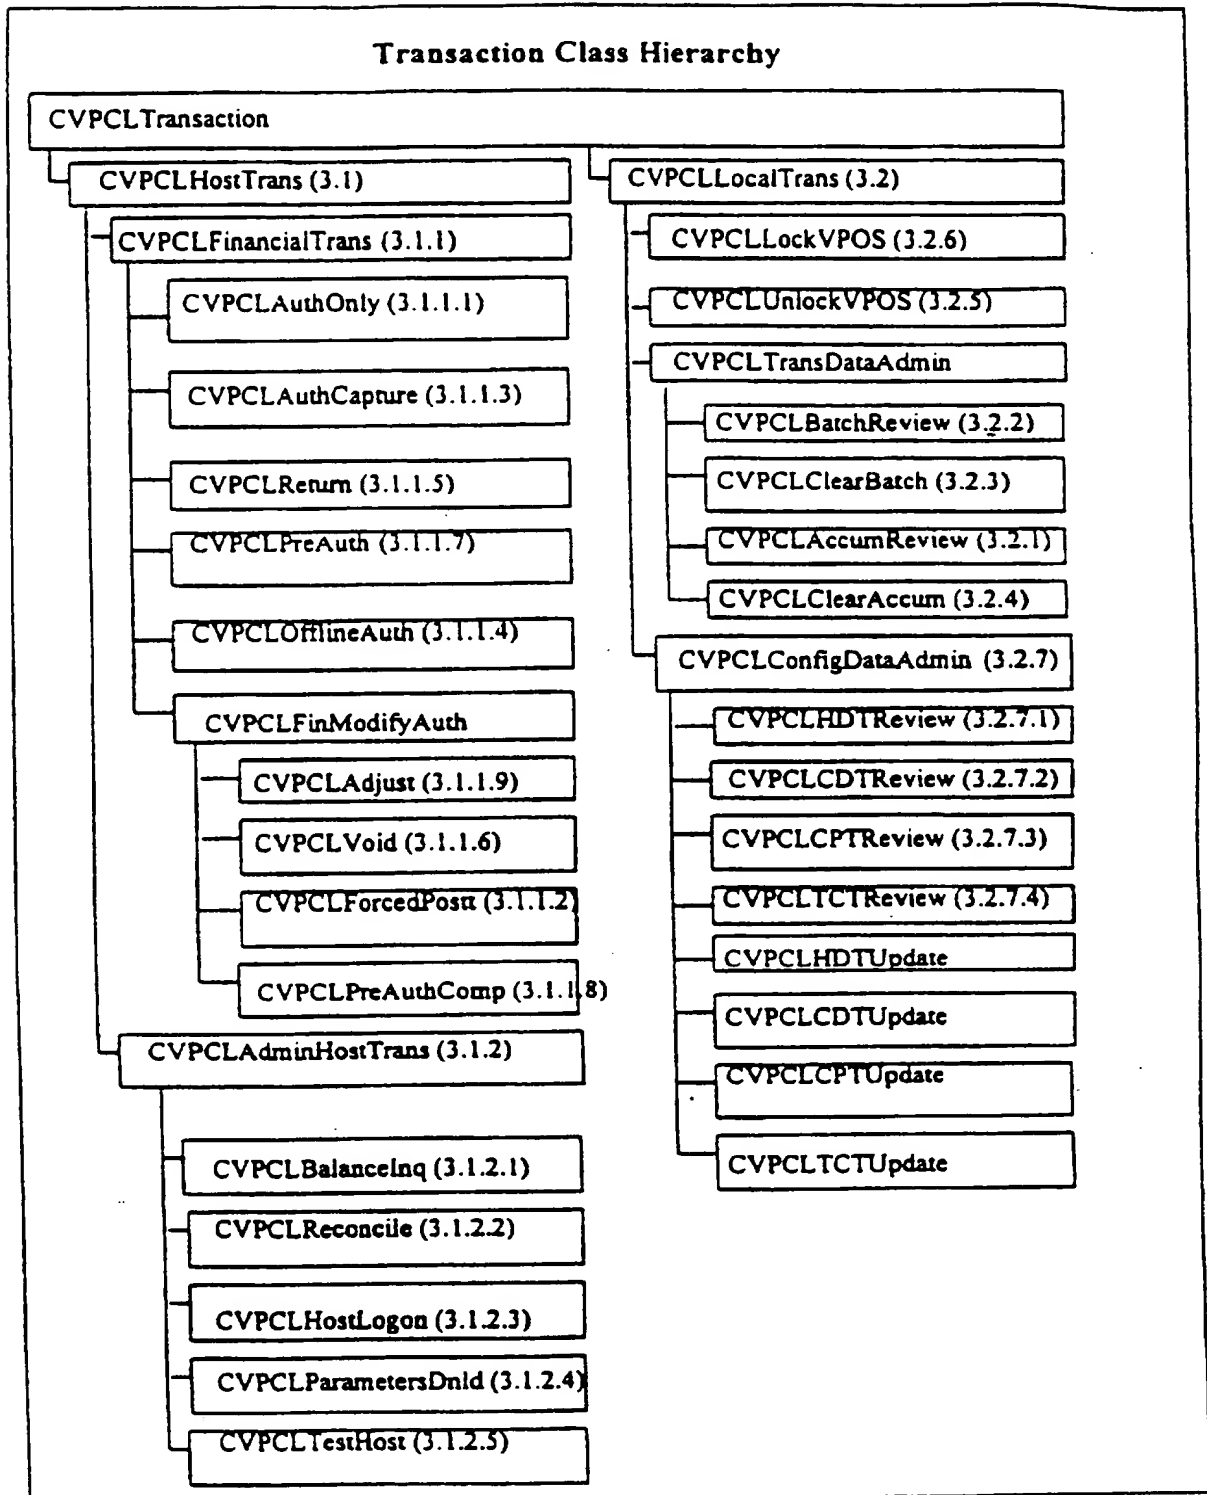 Transaction Class Hierarchy
CVPCLTransaction
CVPCLHostTrans (3.1)
CVPCLFinancialTrans (3.1.1)
CVPCLAuthOnly (3.1.1.1)
CVPCLAuthCapture (3.1.1.3)
CVPCLReturn (3.1.1.5)
CVPCLPreAuth (3.1.1.7)
CVPCLOfflineAuth (3.1.1.4)
CVPCLFinModifyAuth
CVPCLAdjust (3.1.1.9)
CVPCLVoid (3.1.1.6)
CVPCLForcedPostt (3.1.1.2)
CVPCLPreAuthComp (3.1.1.8)
CVPCLAdminHostTrans (3.1.2)
CVPCLBalanceInq (3.1.2.1)
CVPCLReconcile (3.1.2.2)
CVPCLHostLogon (3.1.2.3)
CVPCLParametersDnld (3.1.2.4)
CVPCLTestHost (3.1.2.5)
CVPCLLocalTrans (3.2)
CVPCLLockVPOS (3.2.6)
CVPCLUnlockVPOS (3.2.5)
CVPCLTransDataAdmin
CVPCLBatchReview (3.2.2)
CVPCLClearBatch (3.2.3)
CVPCLAccumReview (3.2.1)
CVPCLClearAccum (3.2.4)
CVPCLConfigDataAdmin (3.2.7)
CVPCLHDTReview (3.2.7.1)
CVPCLCDTReview (3.2.7.2)
CVPCLCPTReview (3.2.7.3)
CVPCLTCTReview (3.2.7.4)
CVPCLHDTUpdate
CVPCLCDTUpdate
CVPCLCPTUpdate
CVPCLTCTUpdate